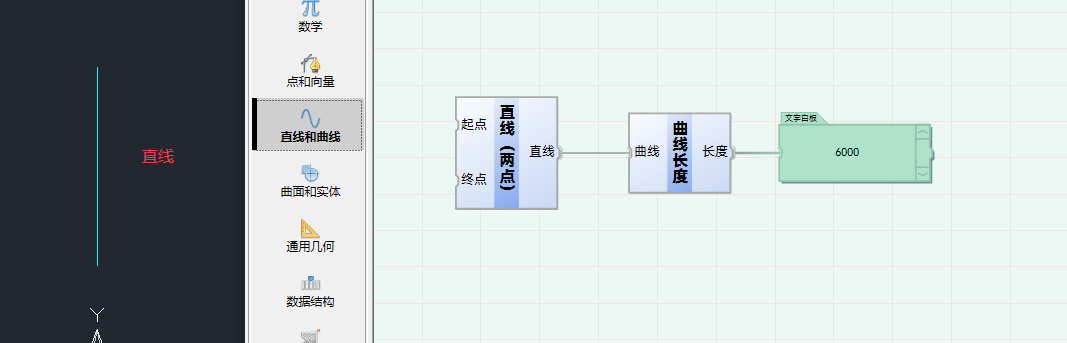 直线
Y
数学
点和向量
直线和曲线
曲面和实体
通用几何
数据结构
起点
终点
直线（两点）
直线
曲线
曲线长度
长度
文字白板
6000